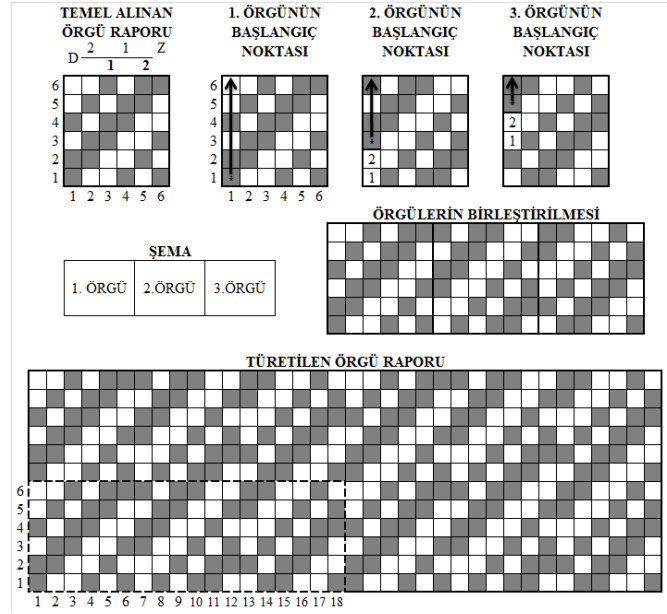 TEMEL ALINAN
ÖRGÜ RAPORU
D 2 1 Z
1 2
1. ÖRGÜNÜN
BAŞLANGIÇ
NOKTASI
2. ÖRGÜNÜN
BAŞLANGIÇ
NOKTASI
3. ÖRGÜNÜN
BAŞLANGIÇ
NOKTASI
6
5
4
3
2
1
1 2 3 4 5 6
6
5
4
3
2
1
*
1 2 3 4 5 6
*
2
1
*
2
1
ŞEMA
1. ÖRGÜ 2.ÖRGÜ 3.ÖRGÜ
ÖRGÜLERİN BİRLEŞTİRİLMESİ
TÜRETİLEN ÖRGÜ RAPORU
6
5
4
3
2
1
1 2 3 4 5 6 7 8 9 10 11 12 13 14 15 16 17 18